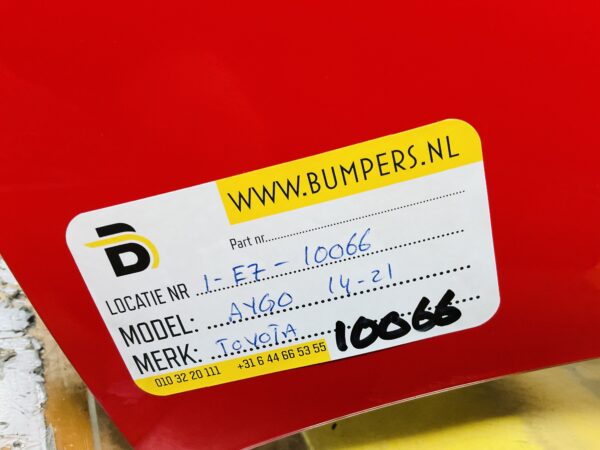 WWW.BUMPERS.NL
Part nr.
LOCATIE NR 1-E7-10066
MODEL: AYGO 14-21
MERK: TOYOTA 10066
010 32 20 111 +31 6 44 66 53 55